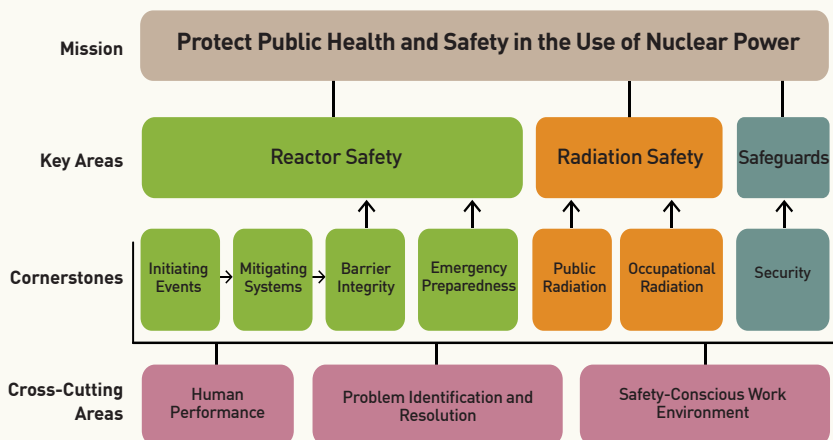 Mission
Protect Public Health and Safety in the Use of Nuclear Power
Key Areas
Reactor Safety
Radiation Safety
Safeguards
Cornerstones
Initiating
Events
Mitigating
Systems
Barrier
Integrity
Emergency
Preparedness
Public
Radiation
Occupational
Radiation
Security
Cross-Cutting
Areas
Human
Performance
Problem Identification and
Resolution
Safety-Conscious Work
Environment